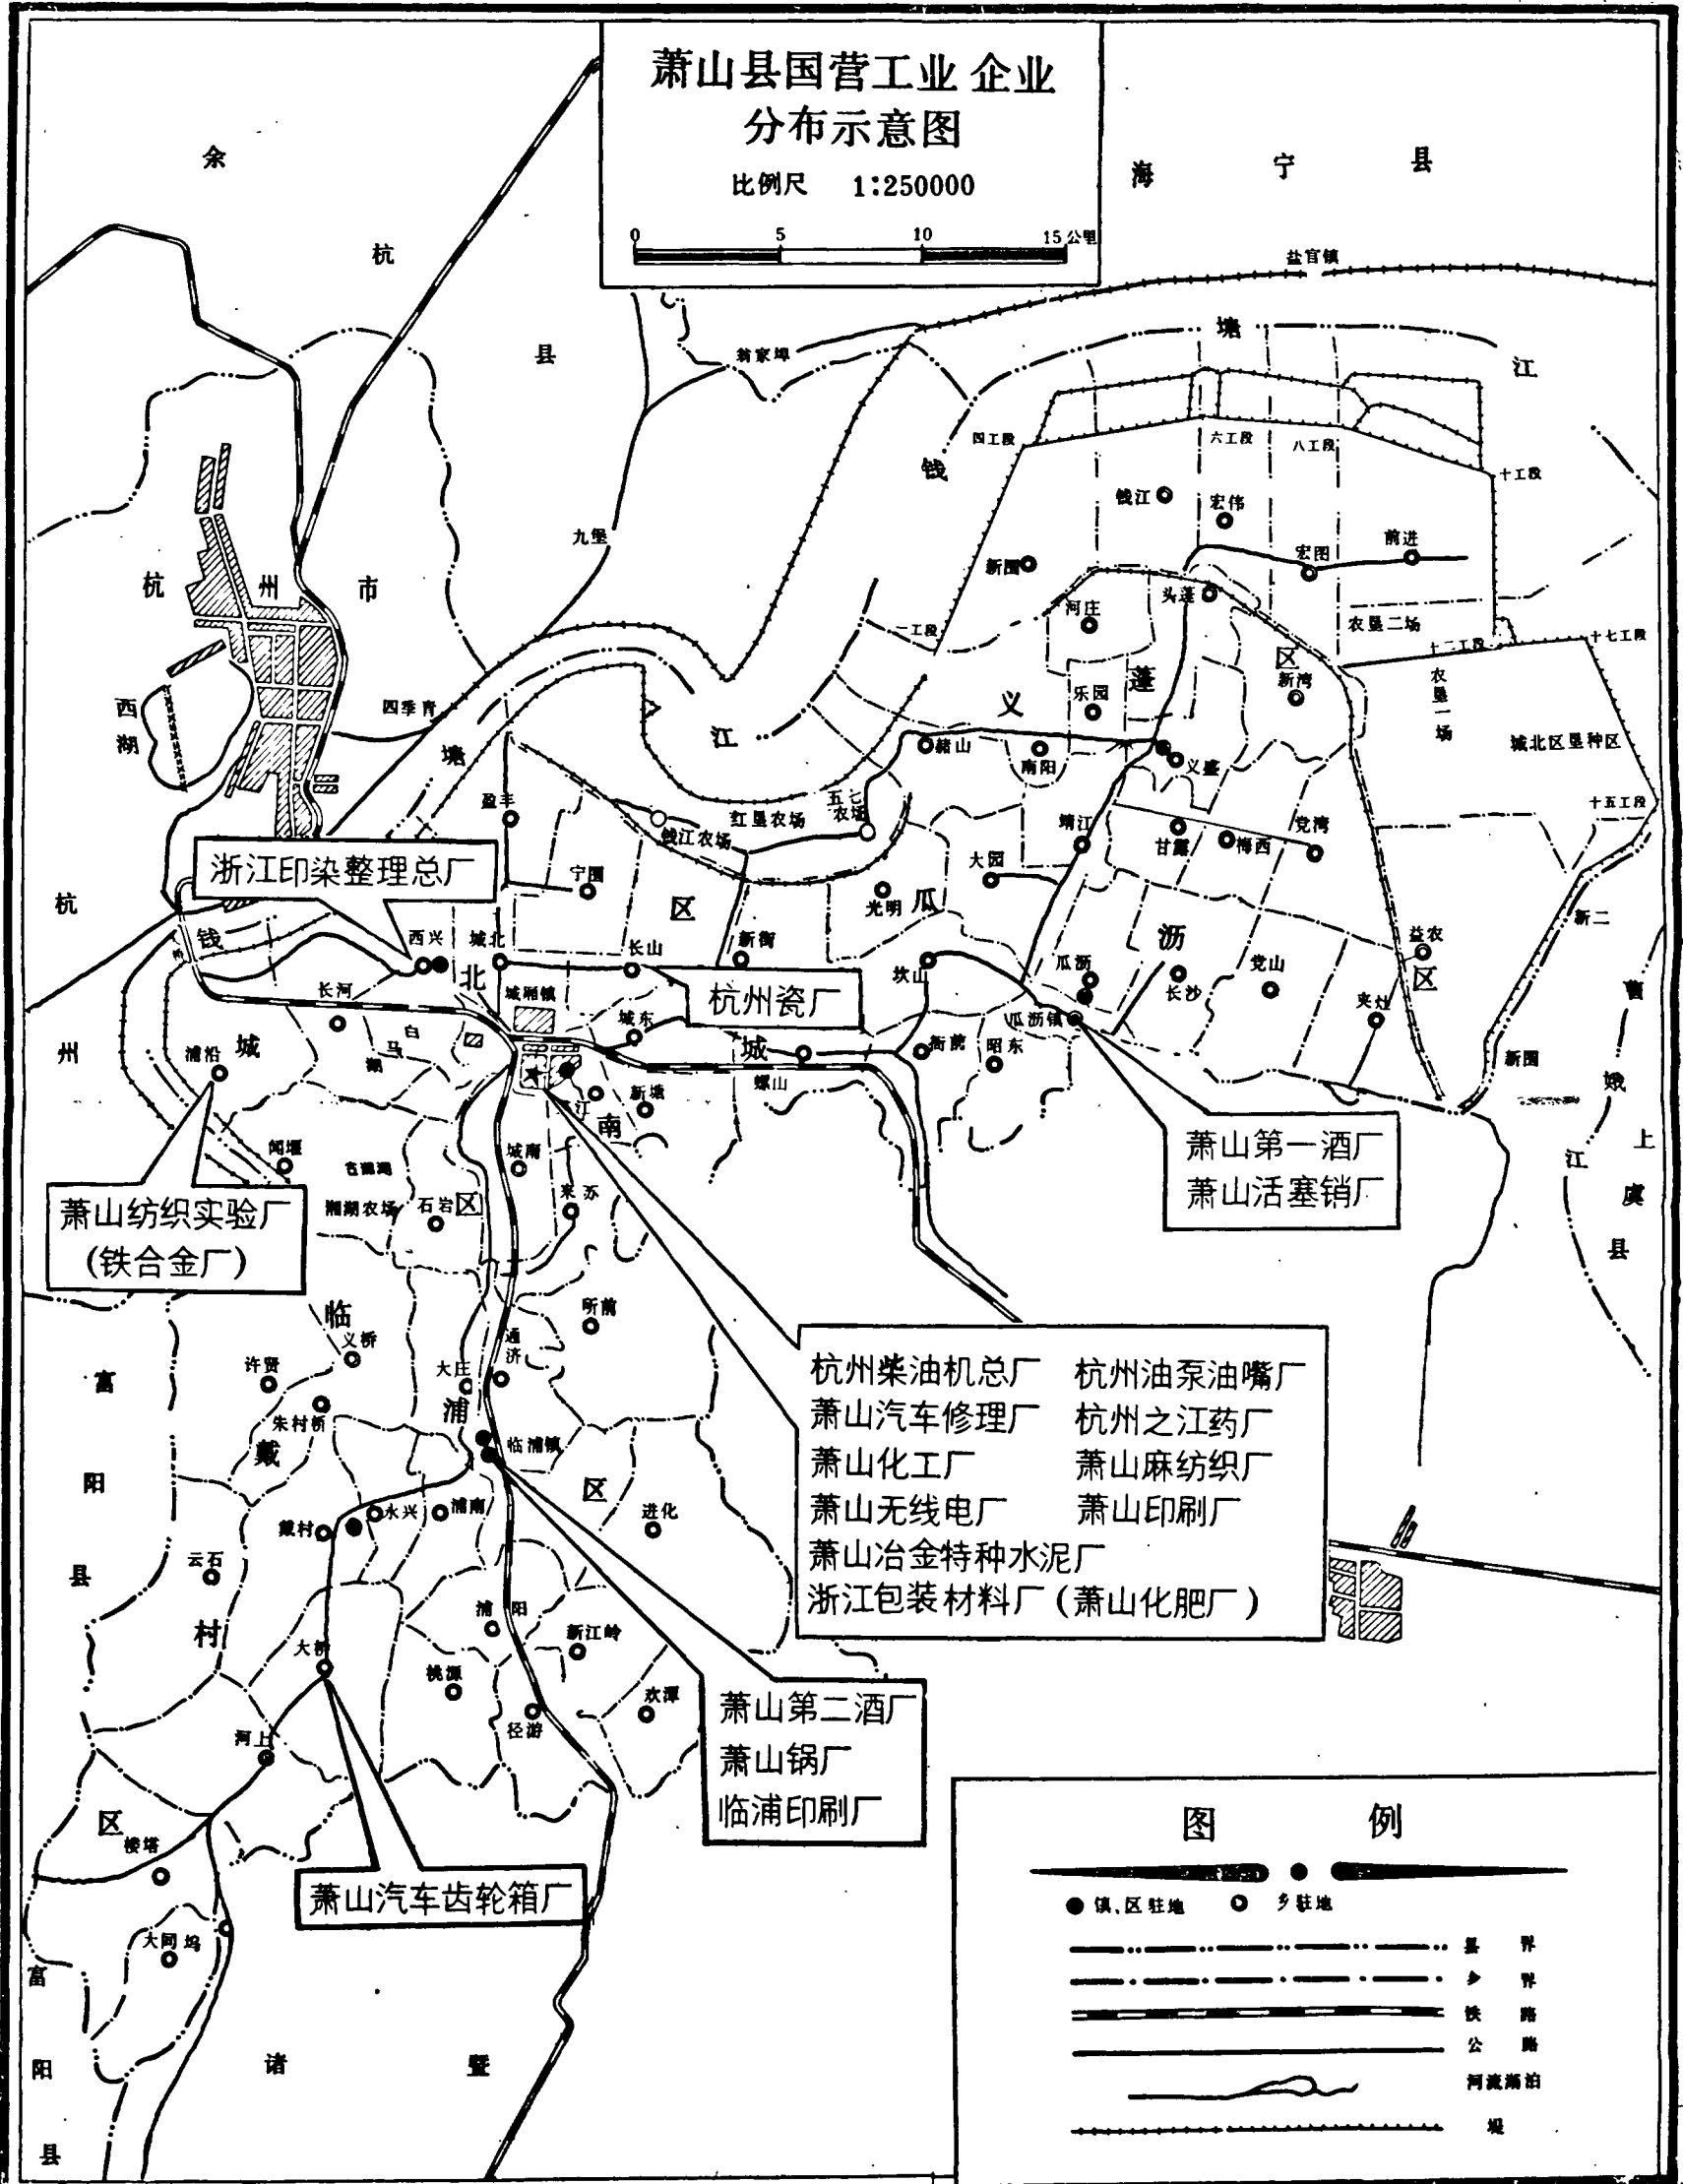 萧山县国营工业企业
分布示意图
比例尺 1:250000
0 5 10 15公里
余
杭
县
海 宁 县
盐官镇
翁家埠
塘
江
钱
四工段
六工段
八工段
十工段
钱江
宏伟
新围
宏图
前进
九堡
杭 州 市
河庄
头蓬
农垦二场
一工段
十二工段
十七工段
区
新湾
蓬
义
乐园
农垦一场
西湖
四季青
塘
江
赭山
南阳
义盛
城北区垦种区
盈丰
钱江农场
红垦农场
五七农场
靖江
甘露
梅西
党湾
十五工段
浙江印染整理总厂
宁围
区
光明
瓜
大园
杭
钱
西兴
城北
长山
新街
坎山
瓜沥
沥
长沙
党山
益农
区
新二
北
城厢镇
杭州瓷厂
长河
白马湖
城东
城
瓜沥镇
夹灶
曹
州
浦沿
城
螺山
衙前
昭东
新围
娥
江
新塘
南
萧山第一酒厂
萧山活塞销厂
江
上
虞
县
闻堰
城南
来苏
萧山纺织实验厂
(铁合金厂)
湘湖农场
石岩
区
临
义桥
所前
通济
许贤
大庄
富
阳
县
朱村桥
浦
戴
临浦镇
区
杭州柴油机总厂 杭州油泵油嘴厂
萧山汽车修理厂 杭州之江药厂
萧山化工厂 萧山麻纺织厂
萧山无线电厂 萧山印刷厂
萧山冶金特种水泥厂
浙江包装材料厂(萧山化肥厂)
戴村
永兴
浦南
进化
云石
村
浦阳
新江岭
大桥
桃源
径游
欢潭
萧山第二酒厂
萧山锅厂
临浦印刷厂
河上
区
楼塔
萧山汽车齿轮箱厂
大同坞
富
阳
县
诸 暨
图 例
镇、区驻地 乡驻地
县 界
乡 界
铁 路
公 路
河流湖泊
堤